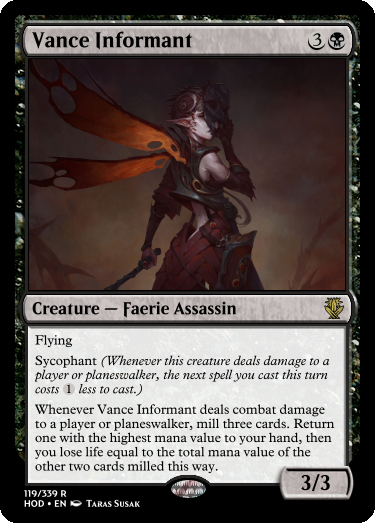 Vance Informant 3
Creature — Faerie Assassin
Flying
Sycophant (Whenever this creature deals damage to a
player or planeswalker, the next spell you cast this turn
costs 1 less to cast.)
Whenever Vance Informant deals combat damage
to a player or planeswalker, mill three cards. Return
one with the highest mana value to your hand, then
you lose life equal to the total mana value of the
other two cards milled this way.
3/3
119/339 R
HOD • EN Taras Susak